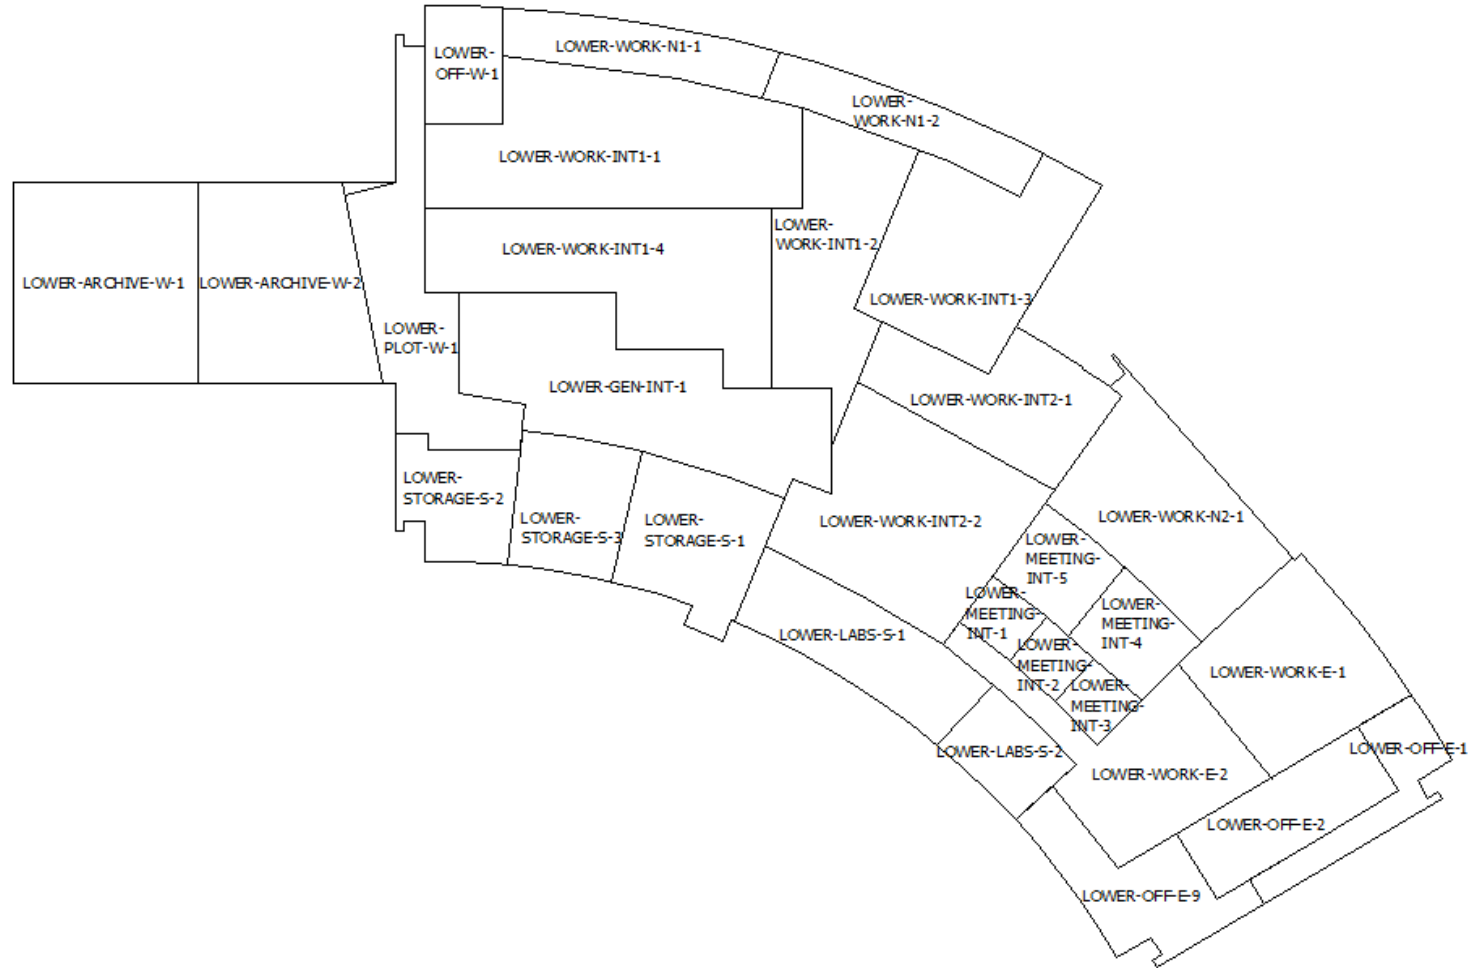 LOWER-
OFF-W-1
LOWER-WORK-N1-1
LOWER-
WORK-N1-2
LOWER-WORK-INT1-1
LOWER-WORK-INT1-4
LOWER-
WORK-INT1-2
LOWER-WORK-INT1-3
LOWER-ARCHIVE-W-1
LOWER-ARCHIVE-W-2
LOWER-
PLOT-W-1
LOWER-GEN-INT-1
LOWER-WORK-INT2-1
LOWER-
STORAGE-S-2
LOWER-
STORAGE-S-3
LOWER-
STORAGE-S-1
LOWER-WORK-INT2-2
LOWER-WORK-N2-1
LOWER-
MEETING-
INT-5
LOWER-
MEETING-
INT-1
LOWER-
MEETING-
INT-4
LOWER-
MEETING-
INT-2
LOWER-
MEETING-
INT-3
LOWER-LABS-S-1
LOWER-WORK-E-1
LOWER-LABS-S-2
LOWER-WORK-E-2
LOWER-OFF-E-1
LOWER-OFF-E-2
LOWER-OFF-E-9